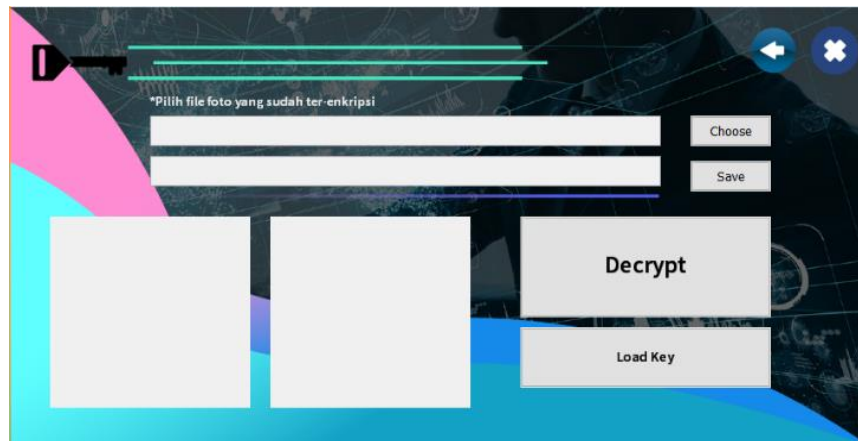 *Pilih file foto yang sudah ter-enkripsi
Choose
Save
Decrypt
Load Key